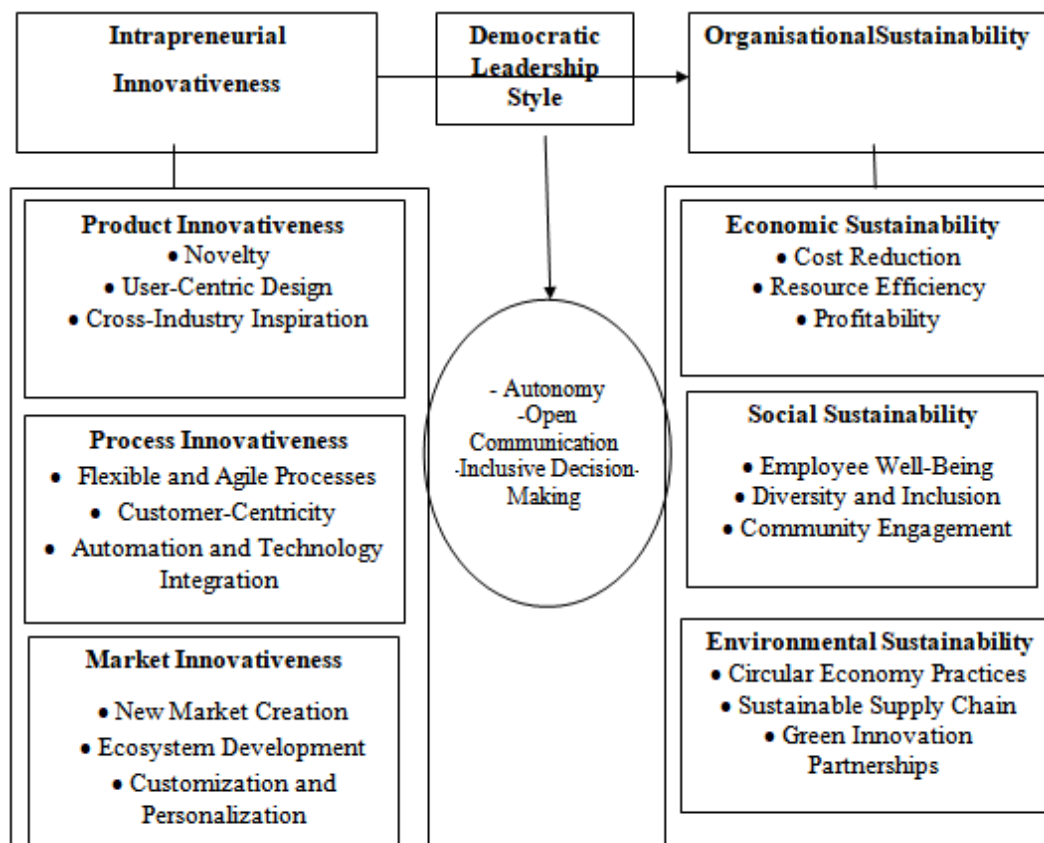 Intrapreneurial
Innovativeness
Democratic
Leadership
Style
OrganisationalSustainability
Product Innovativeness
• Novelty
• User-Centric Design
• Cross-Industry Inspiration
Process Innovativeness
• Flexible and Agile Processes
• Customer-Centricity
• Automation and Technology
Integration
Market Innovativeness
• New Market Creation
• Ecosystem Development
• Customization and
Personalization
- Autonomy
-Open
Communication
-Inclusive Decision-
Making
Economic Sustainability
• Cost Reduction
• Resource Efficiency
• Profitability
Social Sustainability
• Employee Well-Being
• Diversity and Inclusion
• Community Engagement
Environmental Sustainability
• Circular Economy Practices
• Sustainable Supply Chain
• Green Innovation
Partnerships